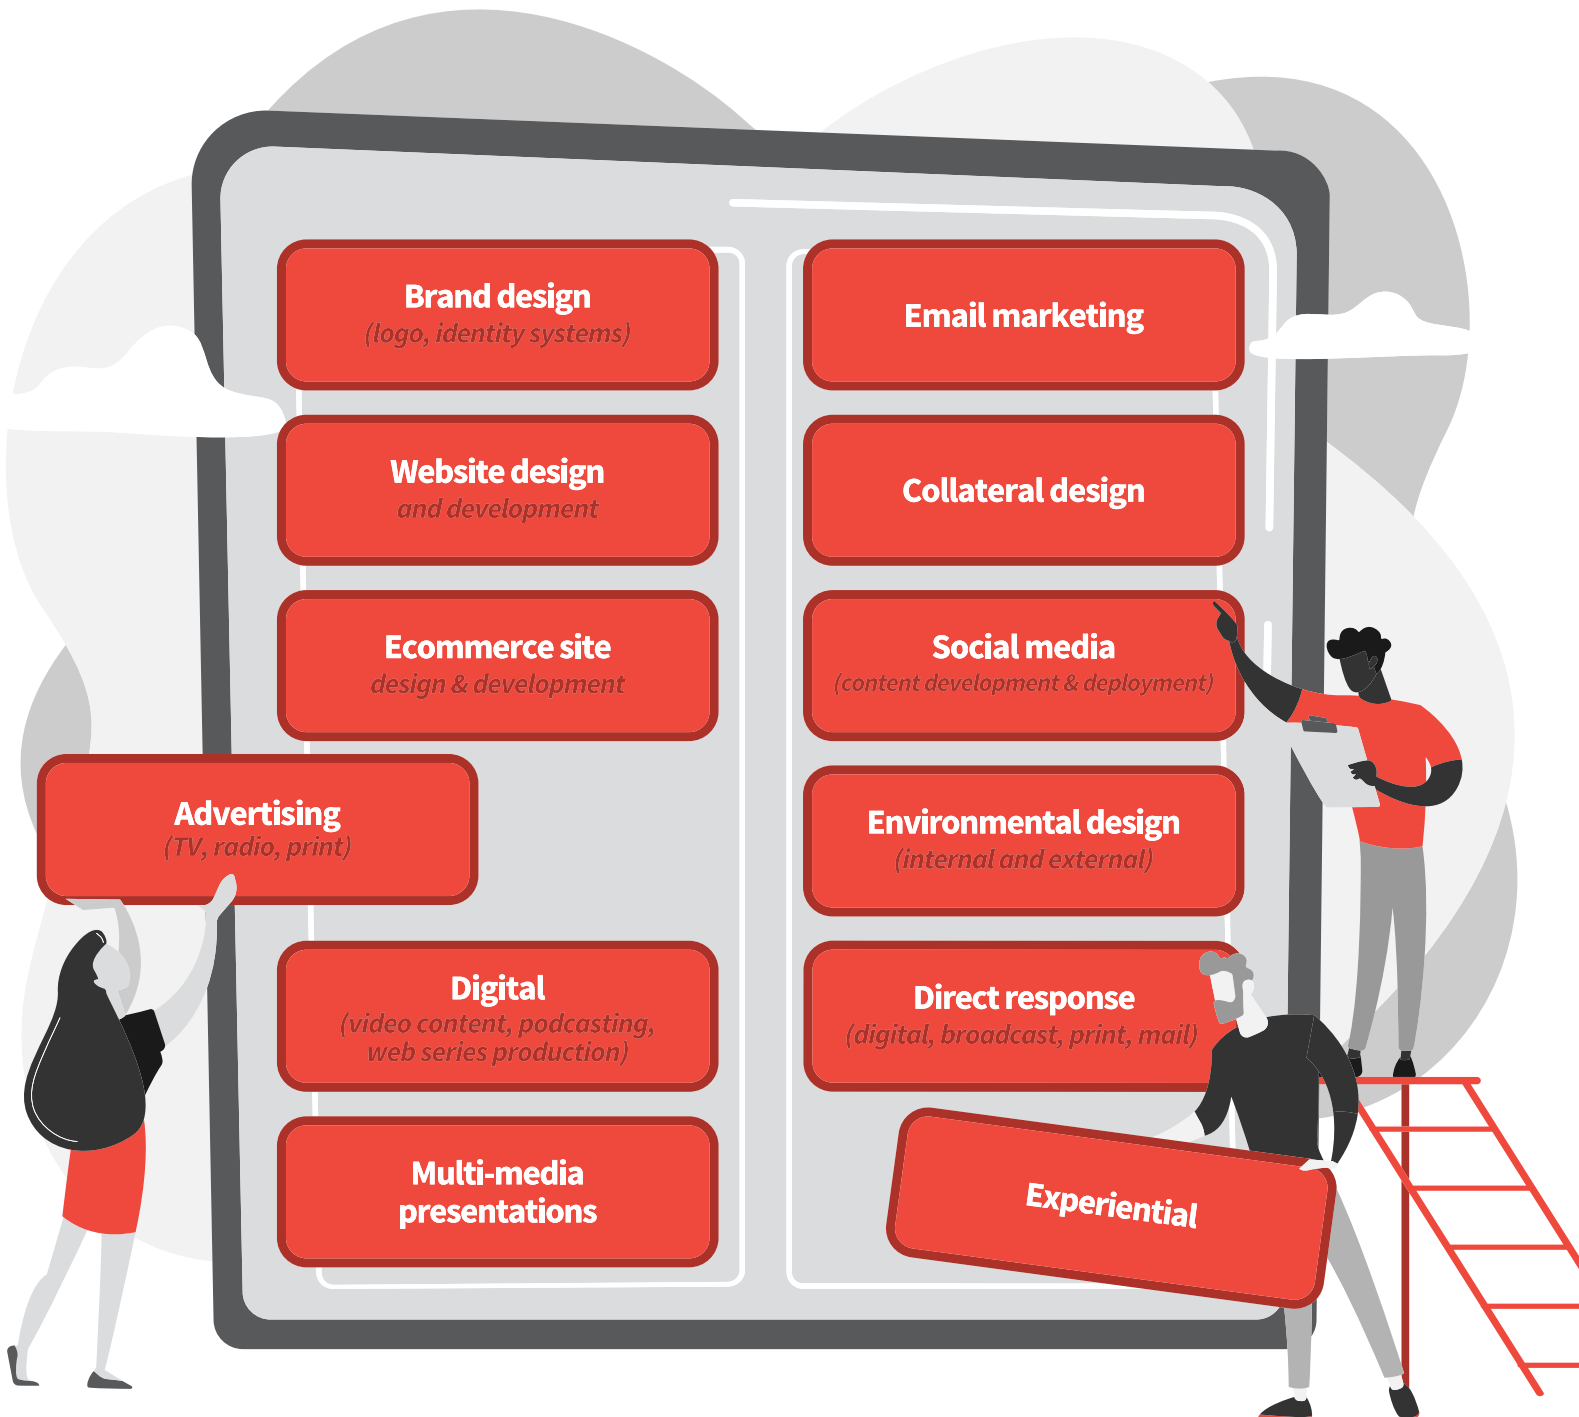 Brand design
(logo, identity systems)
Website design
and development
Ecommerce site
design & development
Advertising
(TV, radio, print)
Digital
(video content, podcasting,
web series production)
Multi-media
presentations
Email marketing
Collateral design
Social media
(content development & deployment)
Environmental design
(internal and external)
Direct response
(digital, broadcast, print, mail)
Experiential